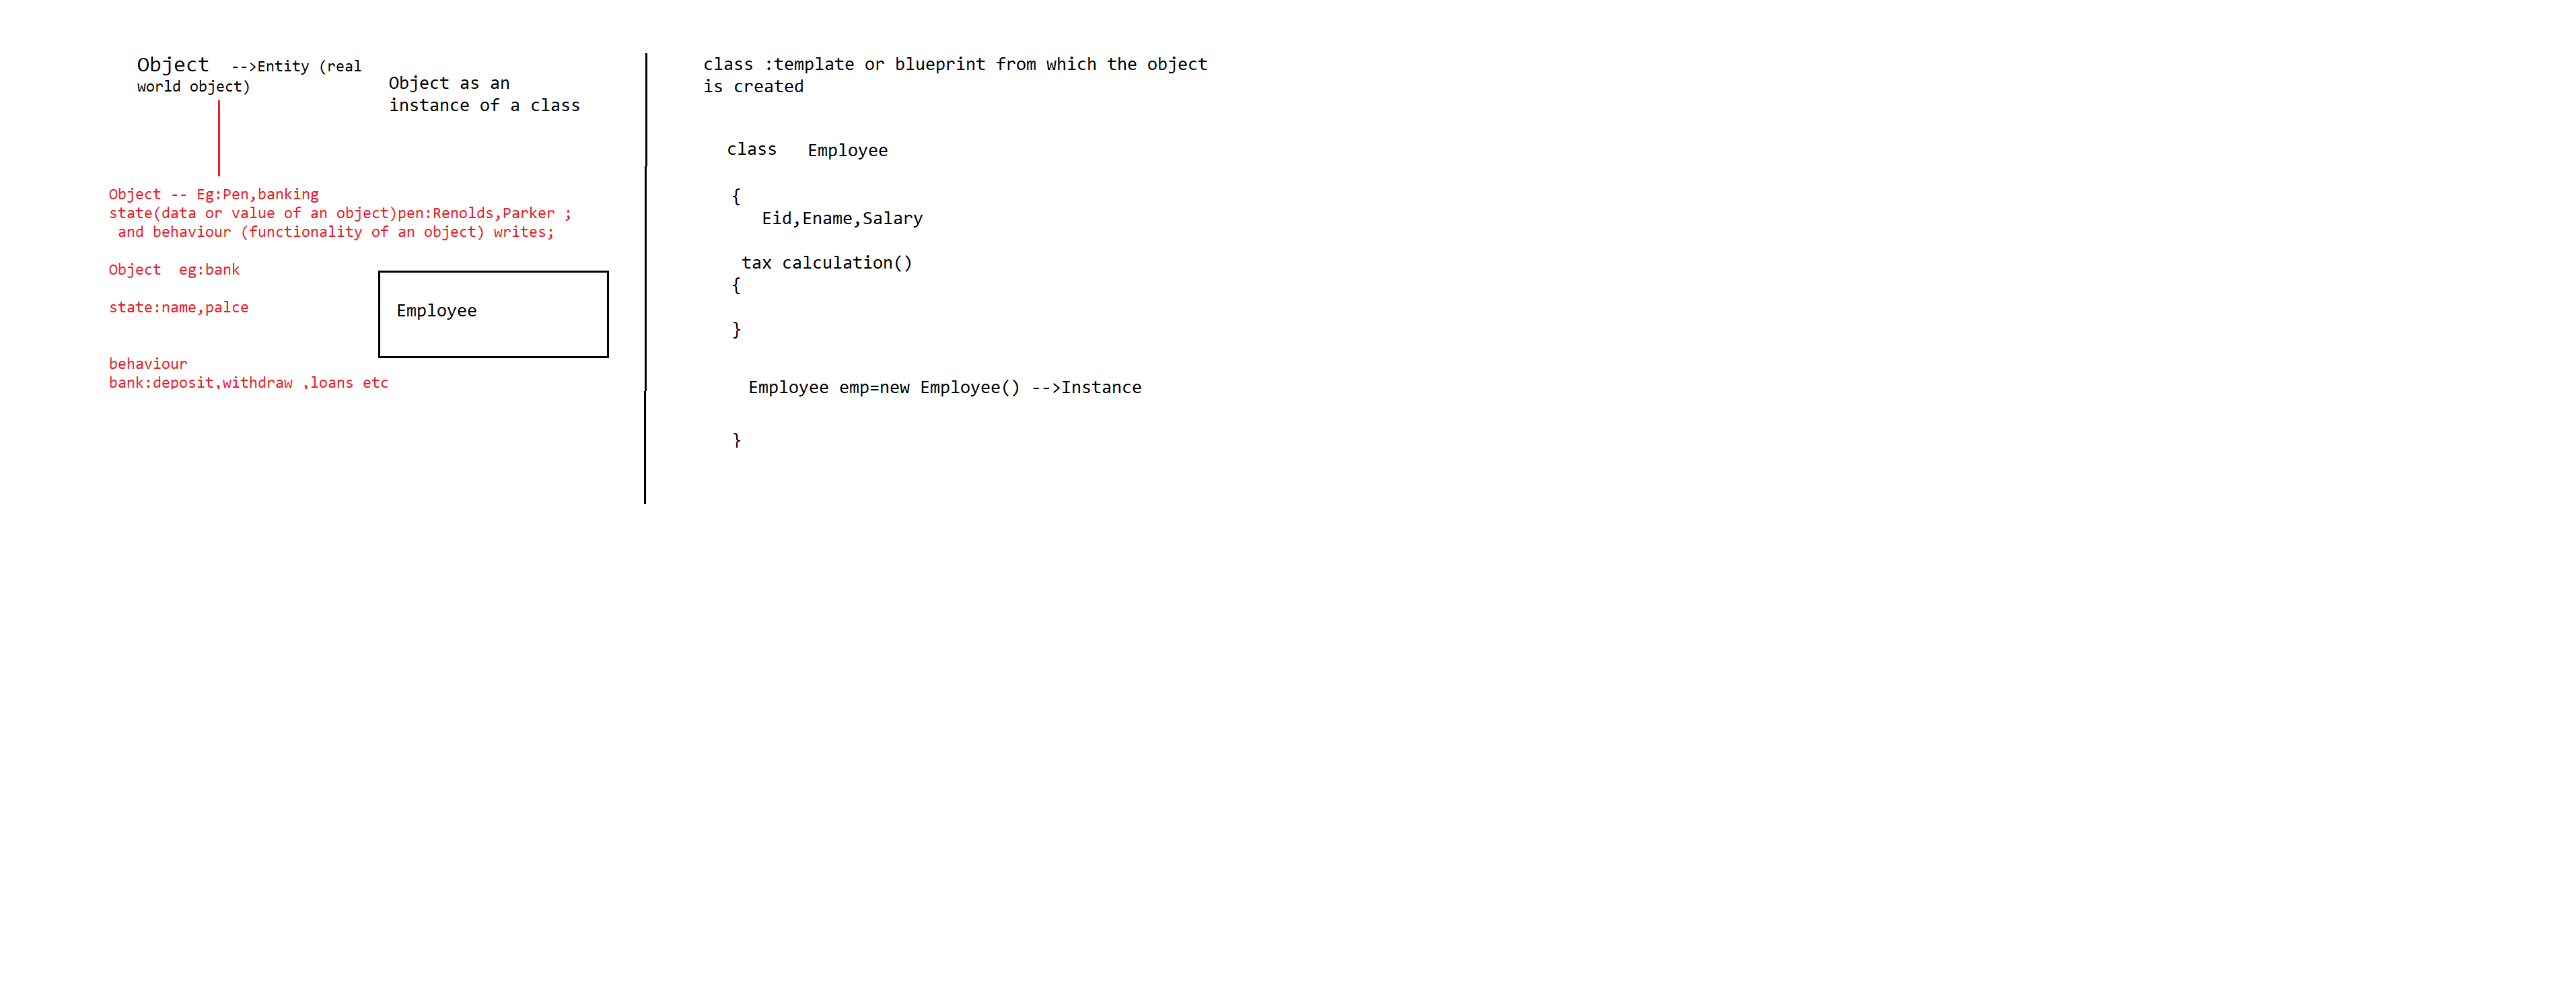 Object  -->Entity (real
world object)
Object as an
instance of a class
Object -- Eg:Pen,banking
state(data or value of an object)pen:Renolds,Parker ;
and behaviour (functionality of an object) writes;
Object  eg:bank
state:name,palce
Employee
behaviour
bank:deposit,withdraw ,loans etc
class :template or blueprint from which the object
is created
class   Employee
{
Eid,Ename,Salary
tax calculation()
{
}
Employee emp=new Employee() -->Instance
}